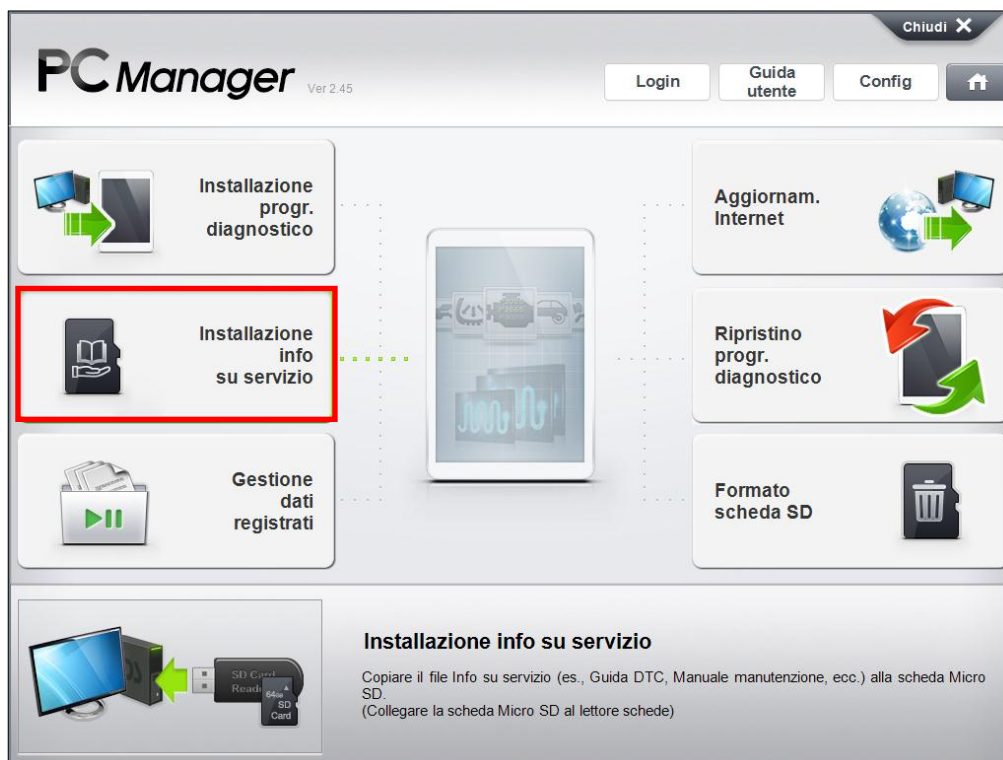 Chiudi X
PC Manager Ver 2.45
Login
Guida
utente
Config
Installazione
progr.
diagnostico
Aggiornam.
Internet
Installazione
info
su servizio
Ripristino
progr.
diagnostico
Gestione
dati
registrati
Formato
scheda SD
SD Card
Reader
64GB
SD
Card
Installazione info su servizio
Copiare il file Info su servizio (es., Guida DTC, Manuale manutenzione, ecc.) alla scheda Micro
SD.
(Collegare la scheda Micro SD al lettore schede)